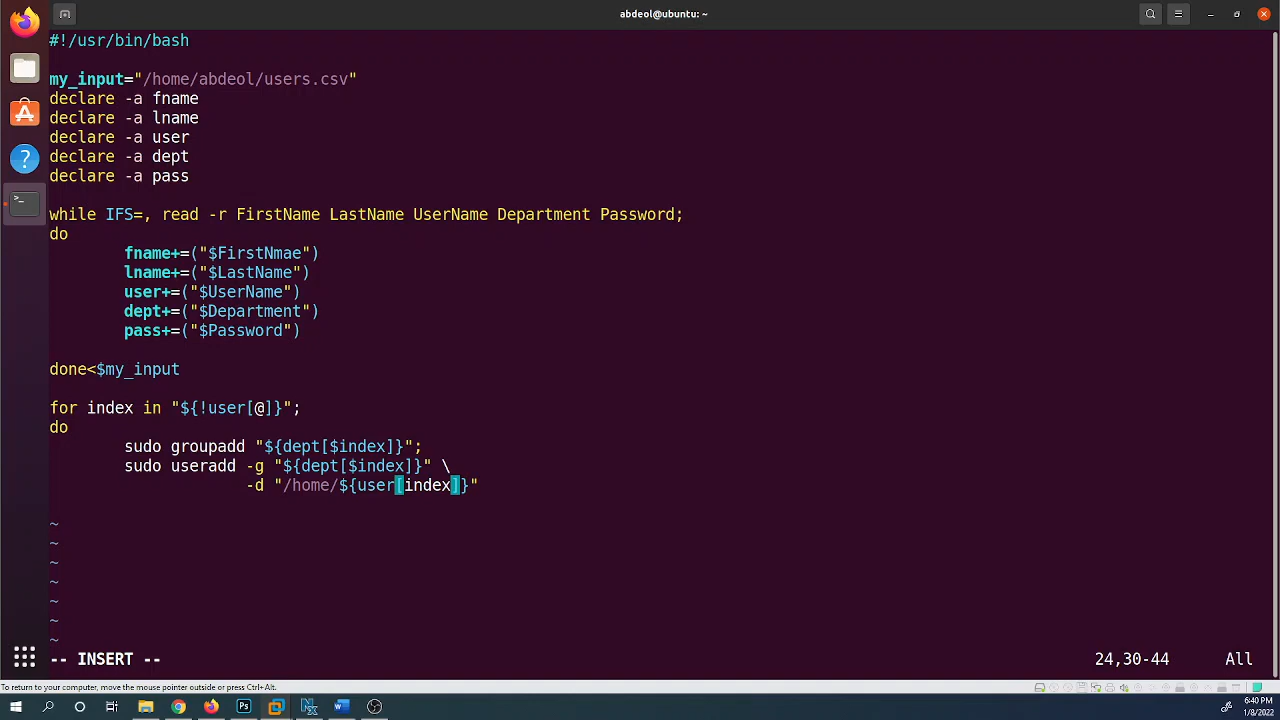 abdeol@ubuntu: ~
#!/usr/bin/bash
my_input="/home/abdeol/users.csv"
declare -a fname
declare -a lname
declare -a user
declare -a dept
declare -a pass
while IFS=, read -r FirstName LastName UserName Department Password;
do
fname+=("$FirstNmae")
lname+=("$LastName")
user+=("$UserName")
dept+=("$Department")
pass+=("$Password")
done<$my_input
for index in "${!user[@]}";
do
sudo groupadd "${dept[$index]}";
sudo useradd -g "${dept[$index]}" \
-d "/home/${user[index]}"
~
~
~
~
~
~
~
-- INSERT -- 24,30-44 All
To return to your computer, move the mouse pointer outside or press Ctrl+Alt.
6:40 PM
1/8/2022